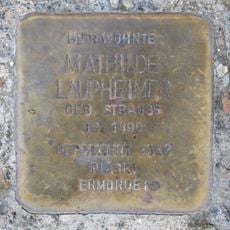 HIER WOHNTE
MATHILDE
LAUPHEIMER
GEB. STRAUSS
JG.
DEPORTIERT 1942
PIASKI
ERMORDET